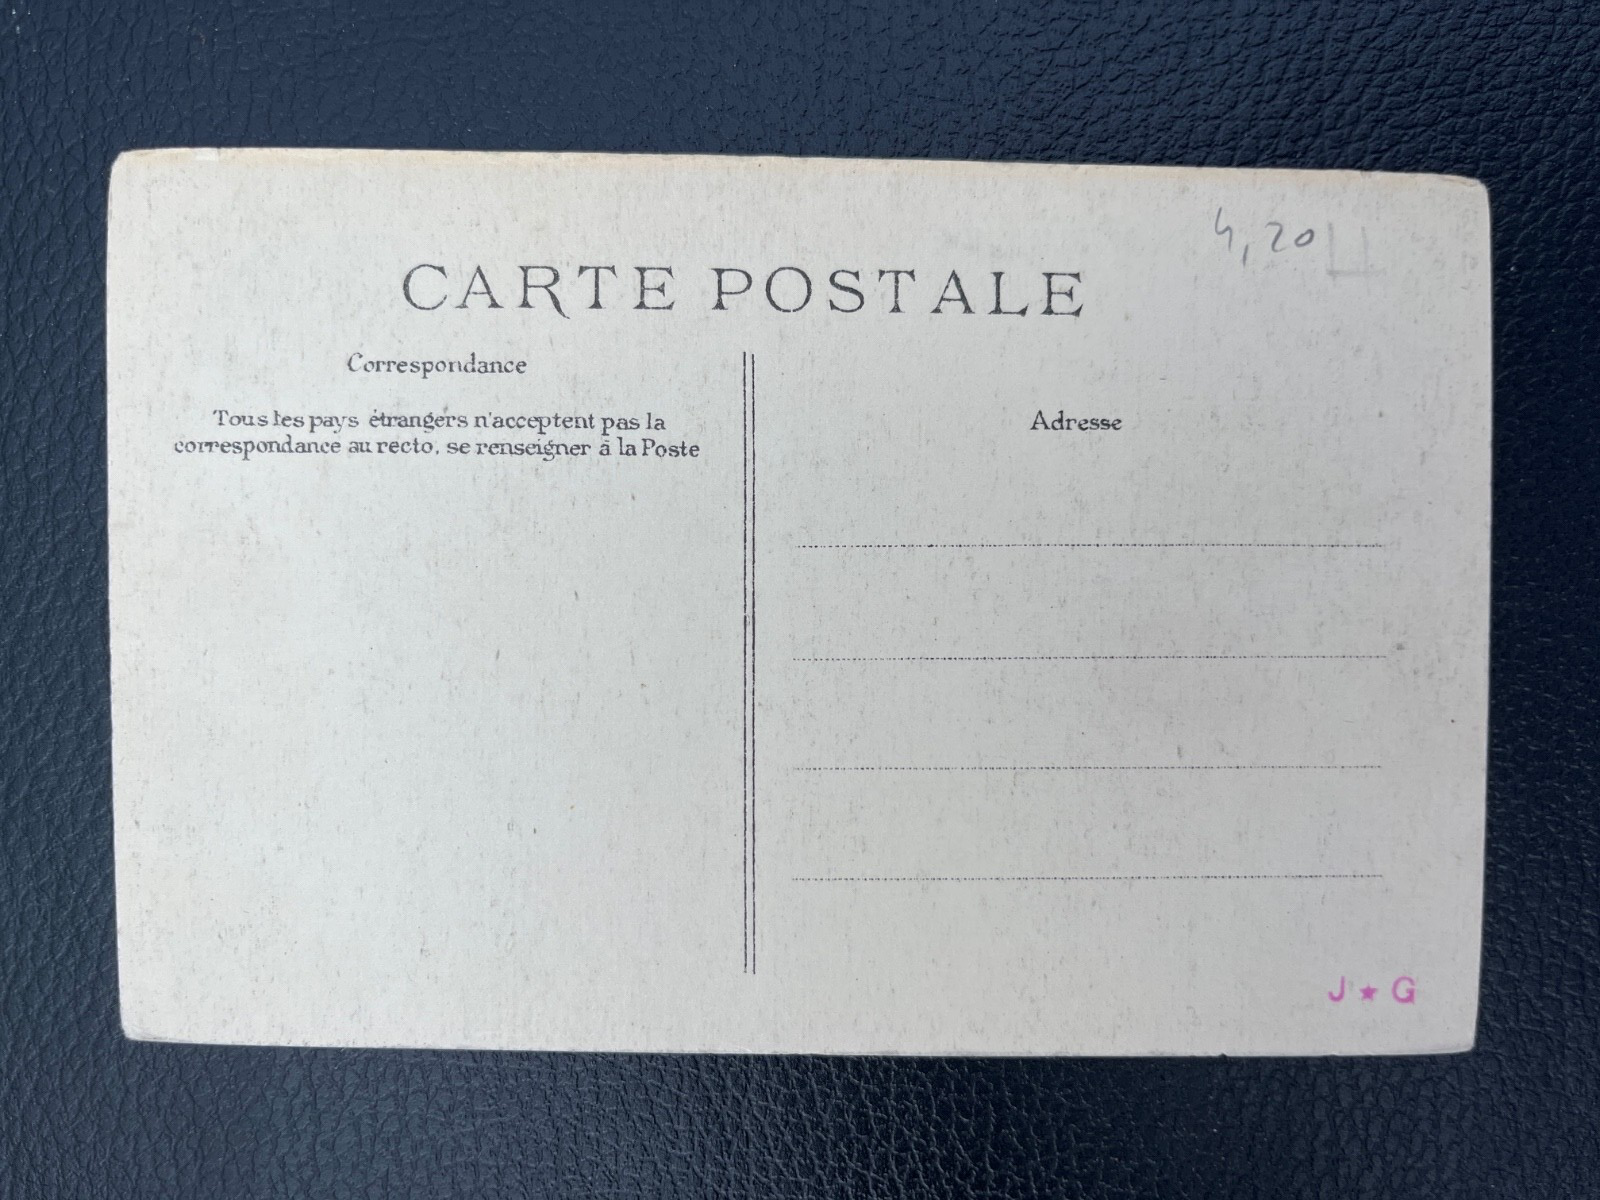 4,20
CARTE POSTALE
Correspondance
Tous les pays étrangers n'acceptent pas la
correspondance au recto, se renseigner à la Poste
Adresse
J ★ G